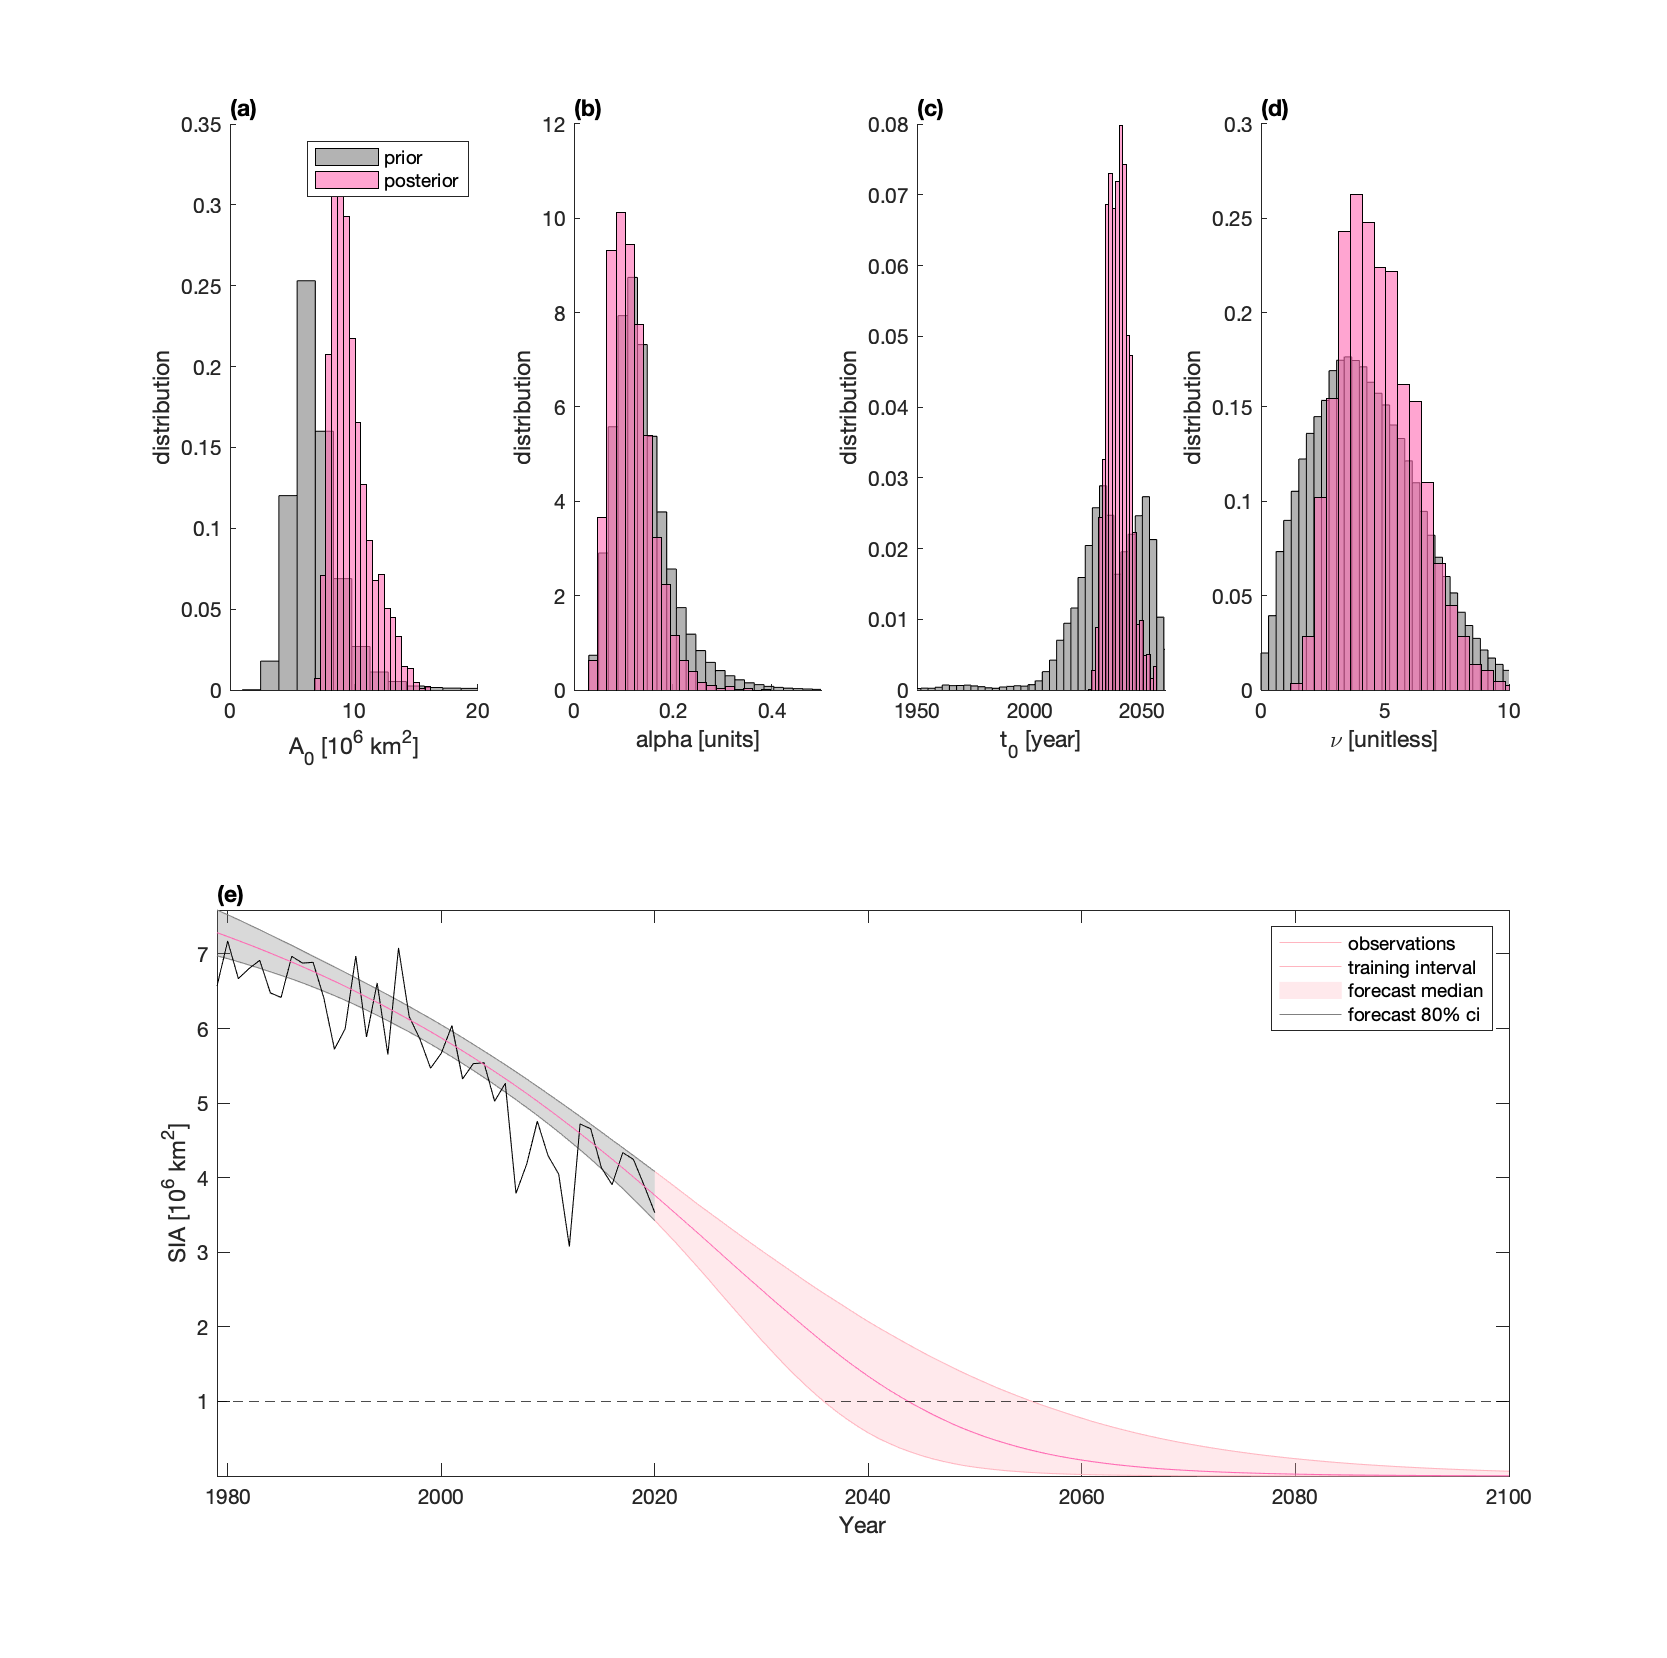 (a)
0.35
0.3
0.25
0.2
0.15
0.1
0.05
0
0 10 20
distribution
A0 [10^6 km^2]
prior
posterior
(b)
12
10
8
6
4
2
0
0 0.2 0.4
distribution
alpha [units]
(c)
0.08
0.07
0.06
0.05
0.04
0.03
0.02
0.01
0
1950 2000 2050
distribution
t0 [year]
(d)
0.3
0.25
0.2
0.15
0.1
0.05
0
0 5 10
distribution
ν [unitless]
(e)
7
6
5
4
3
2
1
SIA [10^6 km^2]
observations
training interval
forecast median
forecast 80% ci
1980 2000 2020 2040 2060 2080 2100
Year